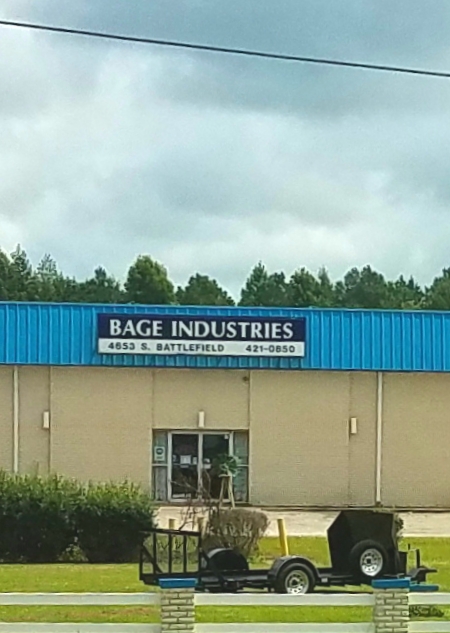 BAGE INDUSTRIES
4653 S. BATTLEFIELD 421-0850